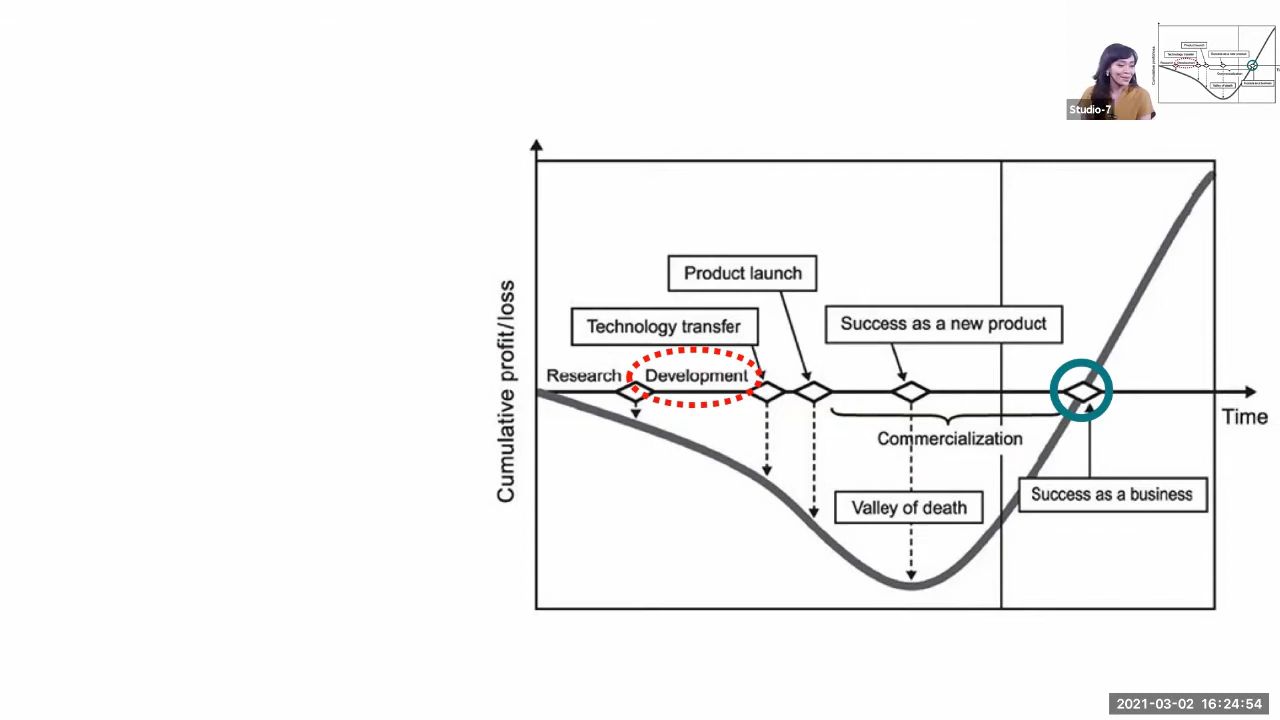 Studio-7
Cumulative profit/loss
Product launch
Technology transfer
Success as a new product
Research
Development
Time
Commercialization
Success as a business
Valley of death
2021-03-02 16:24:54